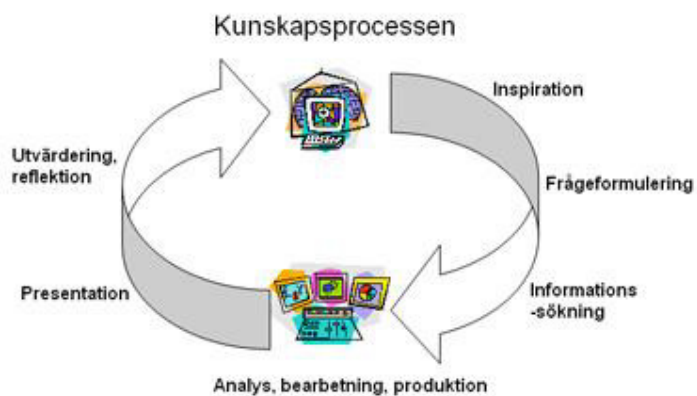 Kunskapsprocessen
Inspiration
Frågeformulering
Informations
-sökning
Analys, bearbetning, produktion
Presentation
Utvärdering,
reflektion